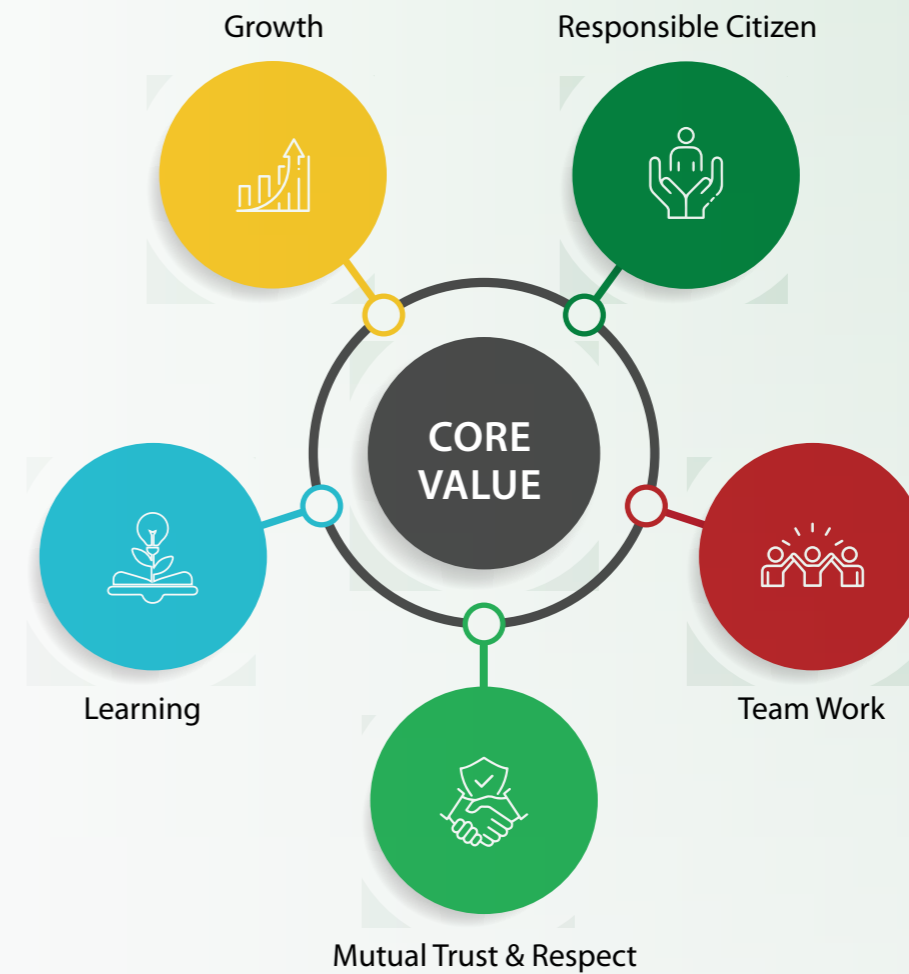 Growth
Responsible Citizen
CORE
VALUE
Learning
Team Work
Mutual Trust & Respect